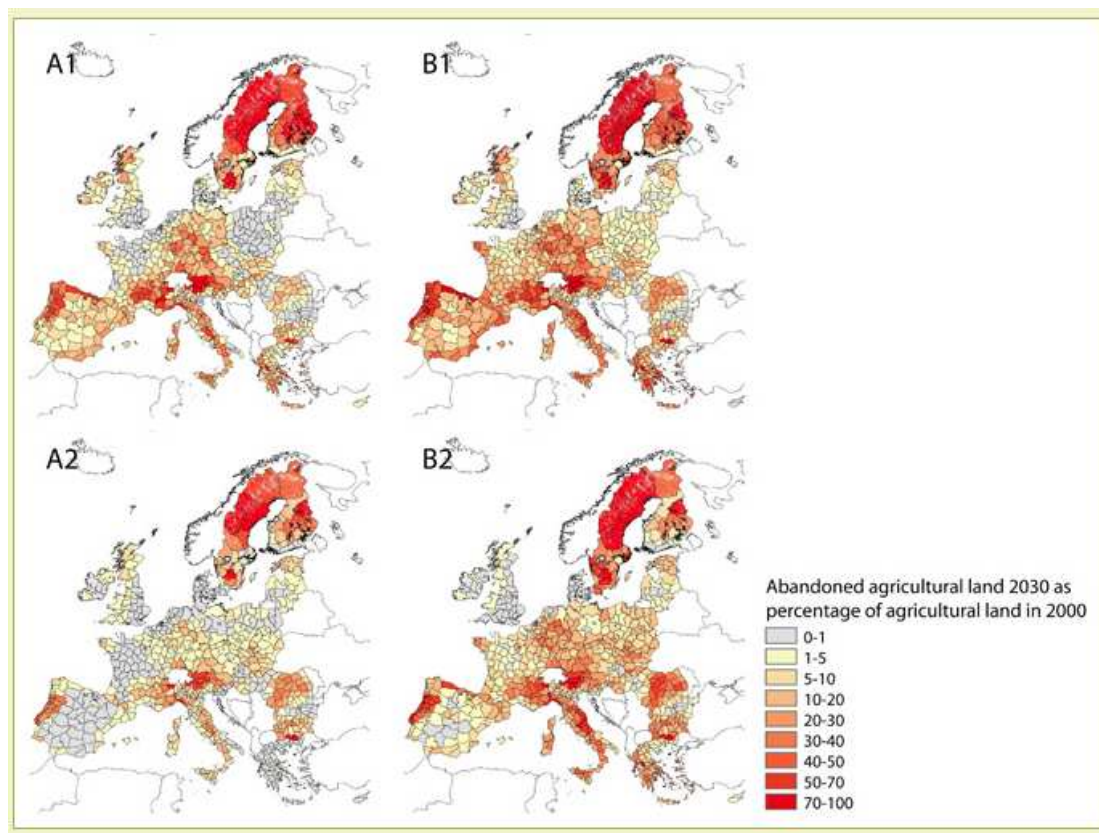 A1
B1
A2
B2
Abandoned agricultural land 2030 as
percentage of agricultural land in 2000
0-1
1-5
5-10
10-20
20-30
30-40
40-50
50-70
70-100